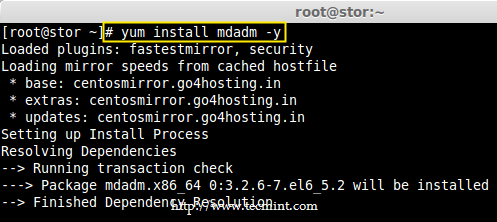 root@stor:~
[root@stor ~]# yum install mdadm -y
Loaded plugins: fastestmirror, security
Loading mirror speeds from cached hostfile
 * base: centosmirror.go4hosting.in
 * extras: centosmirror.go4hosting.in
 * updates: centosmirror.go4hosting.in
Setting up Install Process
Resolving Dependencies
--> Running transaction check
---> Package mdadm.x86_64 0:3.2.6-7.el6_5.2 will be installed
--> Finished Dependency Resolution
http://www.tecmint.com